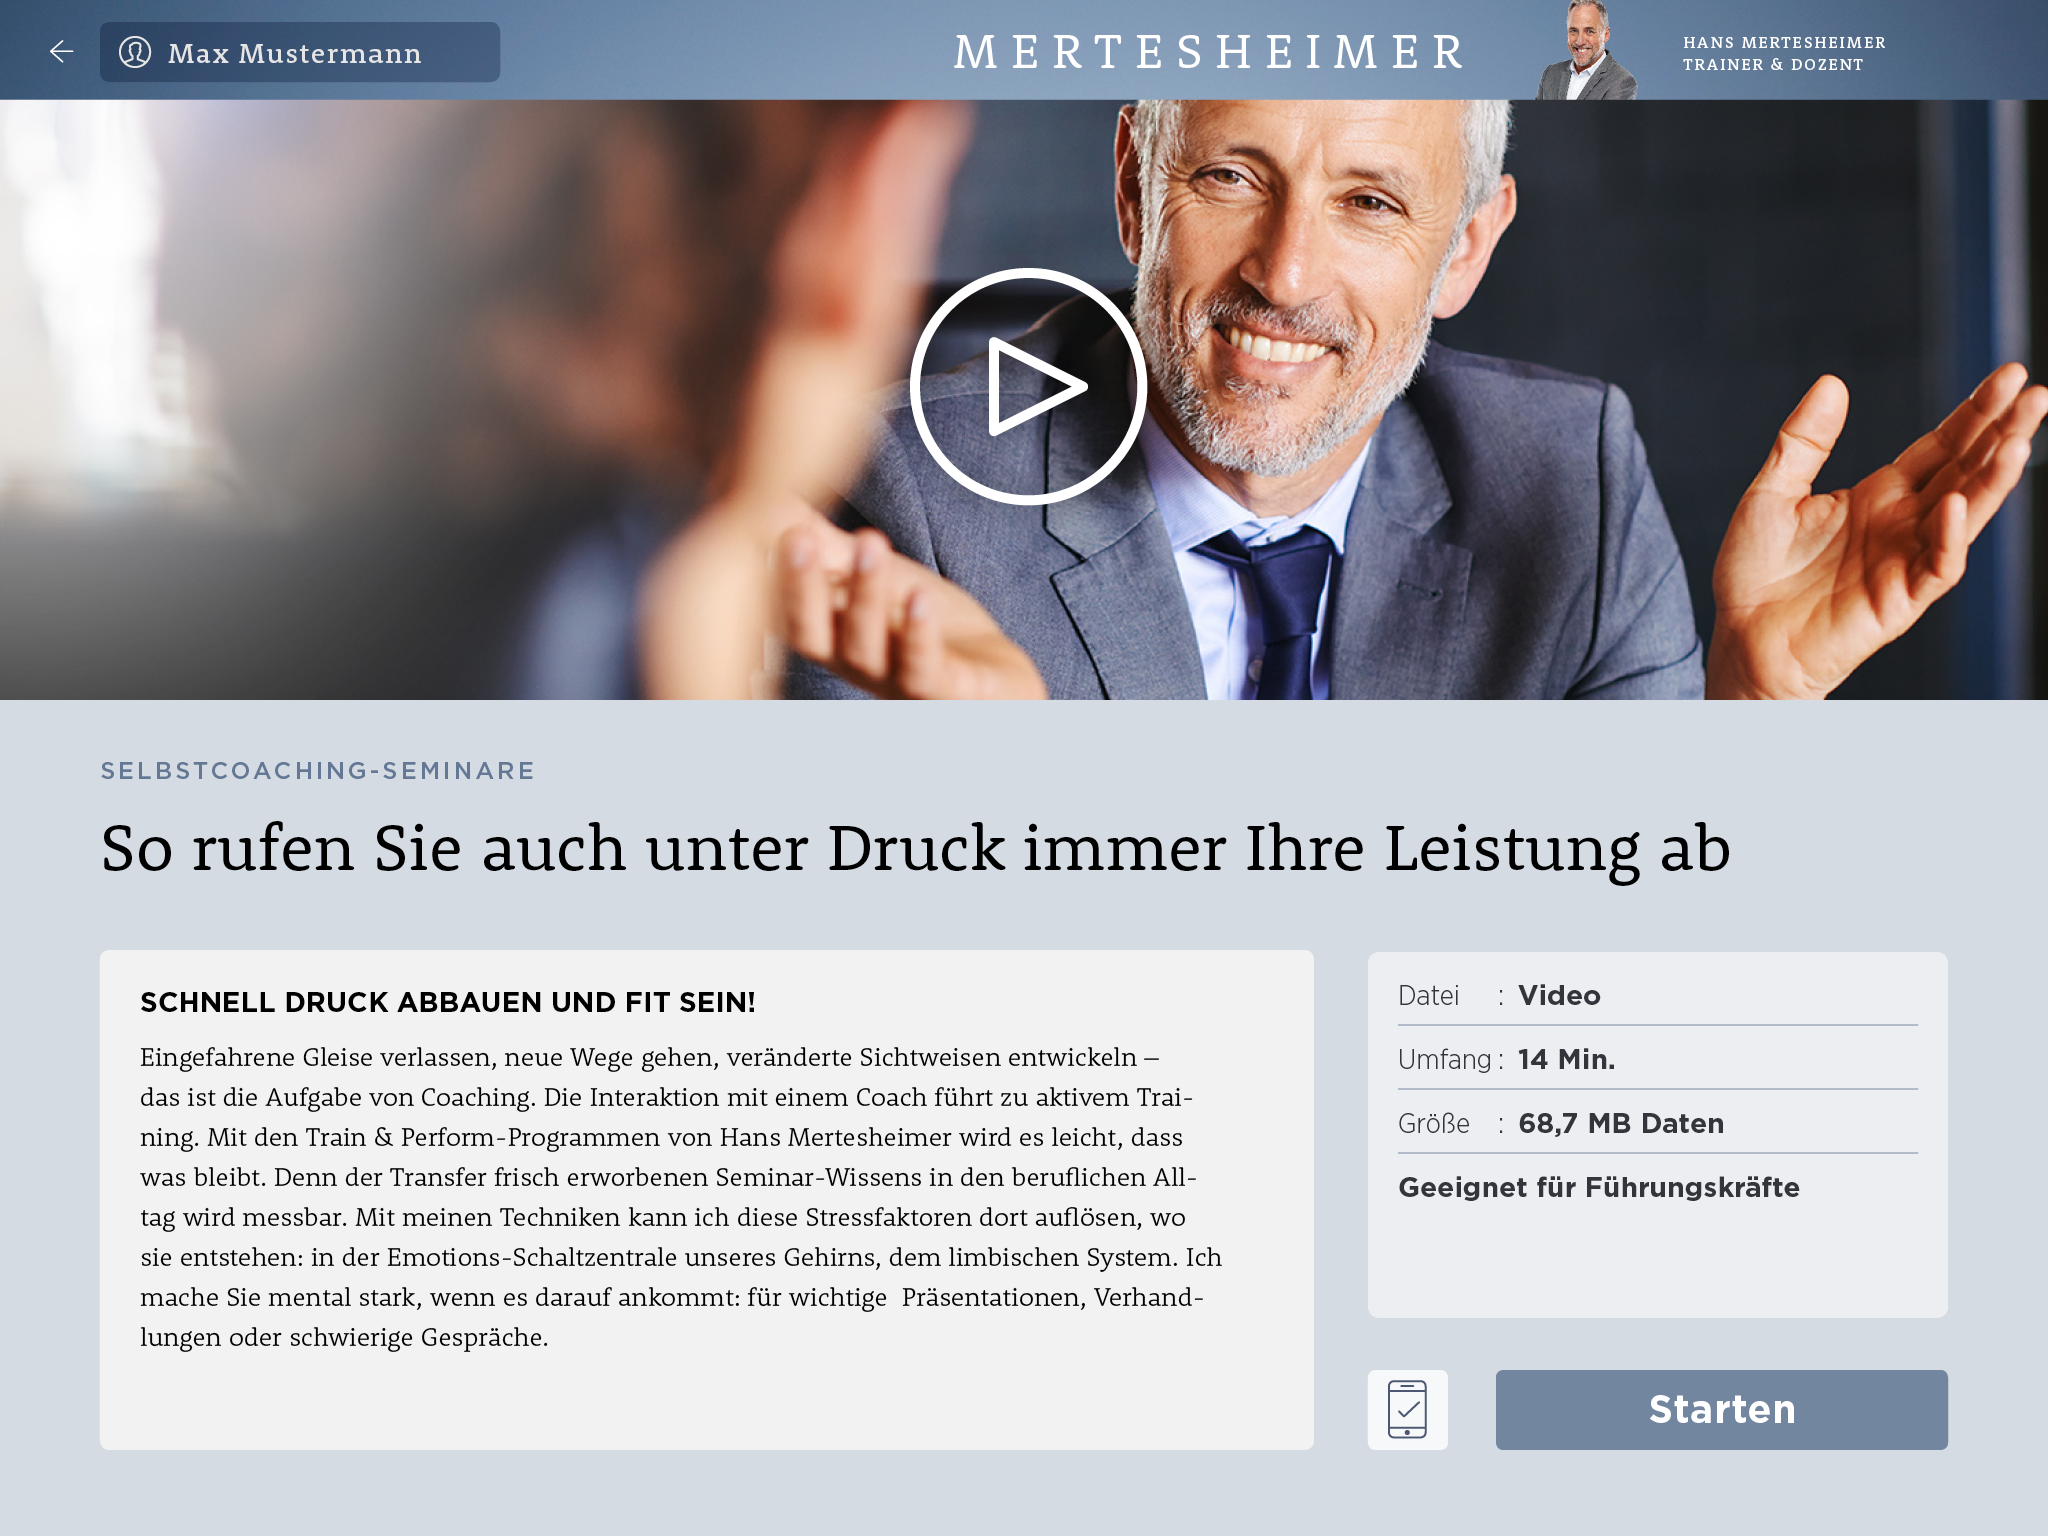 Max Mustermann
MERTESHEIMER
HANS MERTESHEIMER
TRAINER & DOZENT
SELBSTCOACHING-SEMINARE
So rufen Sie auch unter Druck immer Ihre Leistung ab
SCHNELL DRUCK ABBAUEN UND FIT SEIN!
Eingefahrene Gleise verlassen, neue Wege gehen, veränderte Sichtweisen entwickeln –
das ist die Aufgabe von Coaching. Die Interaktion mit einem Coach führt zu aktivem Trai-
ning. Mit den Train & Perform-Programmen von Hans Mertesheimer wird es leicht, dass
was bleibt. Denn der Transfer frisch erworbenen Seminar-Wissens in den beruflichen All-
tag wird messbar. Mit meinen Techniken kann ich diese Stressfaktoren dort auflösen, wo
sie entstehen: in der Emotions-Schaltzentrale unseres Gehirns, dem limbischen System. Ich
mache Sie mental stark, wenn es darauf ankommt: für wichtige  Präsentationen, Verhand-
lungen oder schwierige Gespräche.
Datei : Video
Umfang : 14 Min.
Größe : 68,7 MB Daten
Geeignet für Führungskräfte
Starten